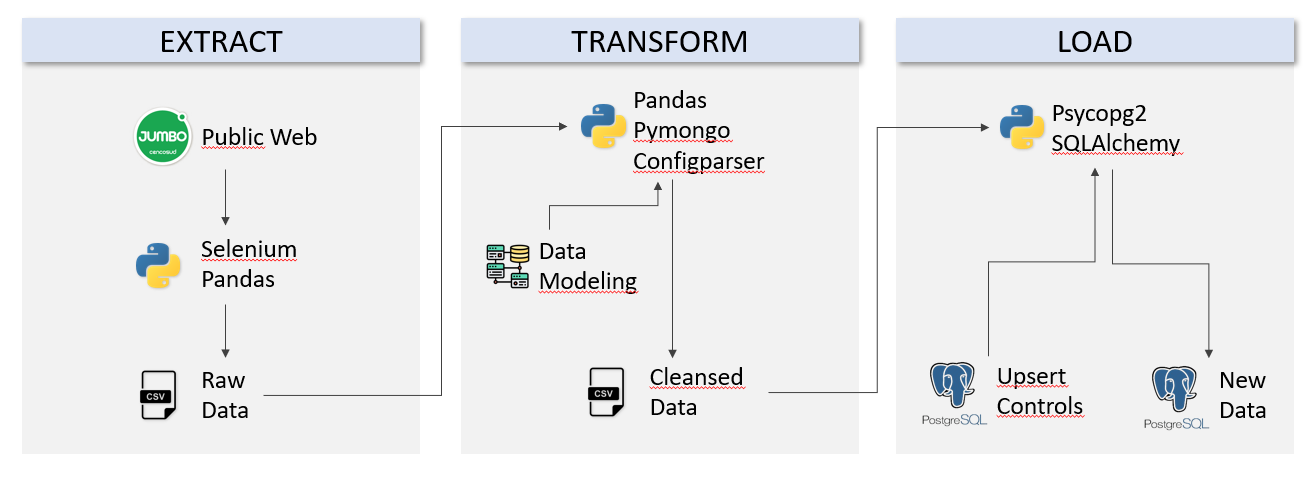 EXTRACT
JUMBO
cencosud
Public Web
Selenium
Pandas
CSV
Raw
Data
TRANSFORM
Pandas
Pymongo
Configparser
Data
Modeling
CSV
Cleansed
Data
LOAD
Psycopg2
SQLAlchemy
PostgreSQL
Upsert
Controls
PostgreSQL
New
Data